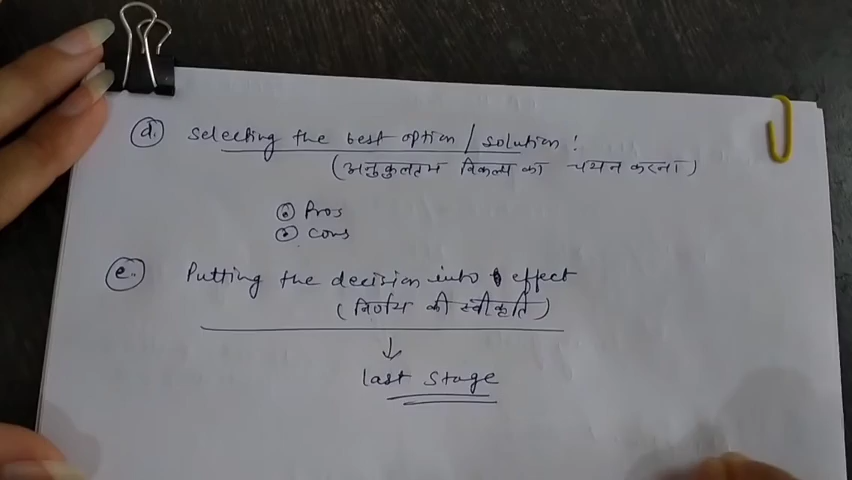 d. Selecting the best option / solution :
(अनुकुलतम विकल्प का चयन करना)
Pros
Cons
e. Putting the decision into effect
(निर्णय की स्वीकृति)
↓
last stage